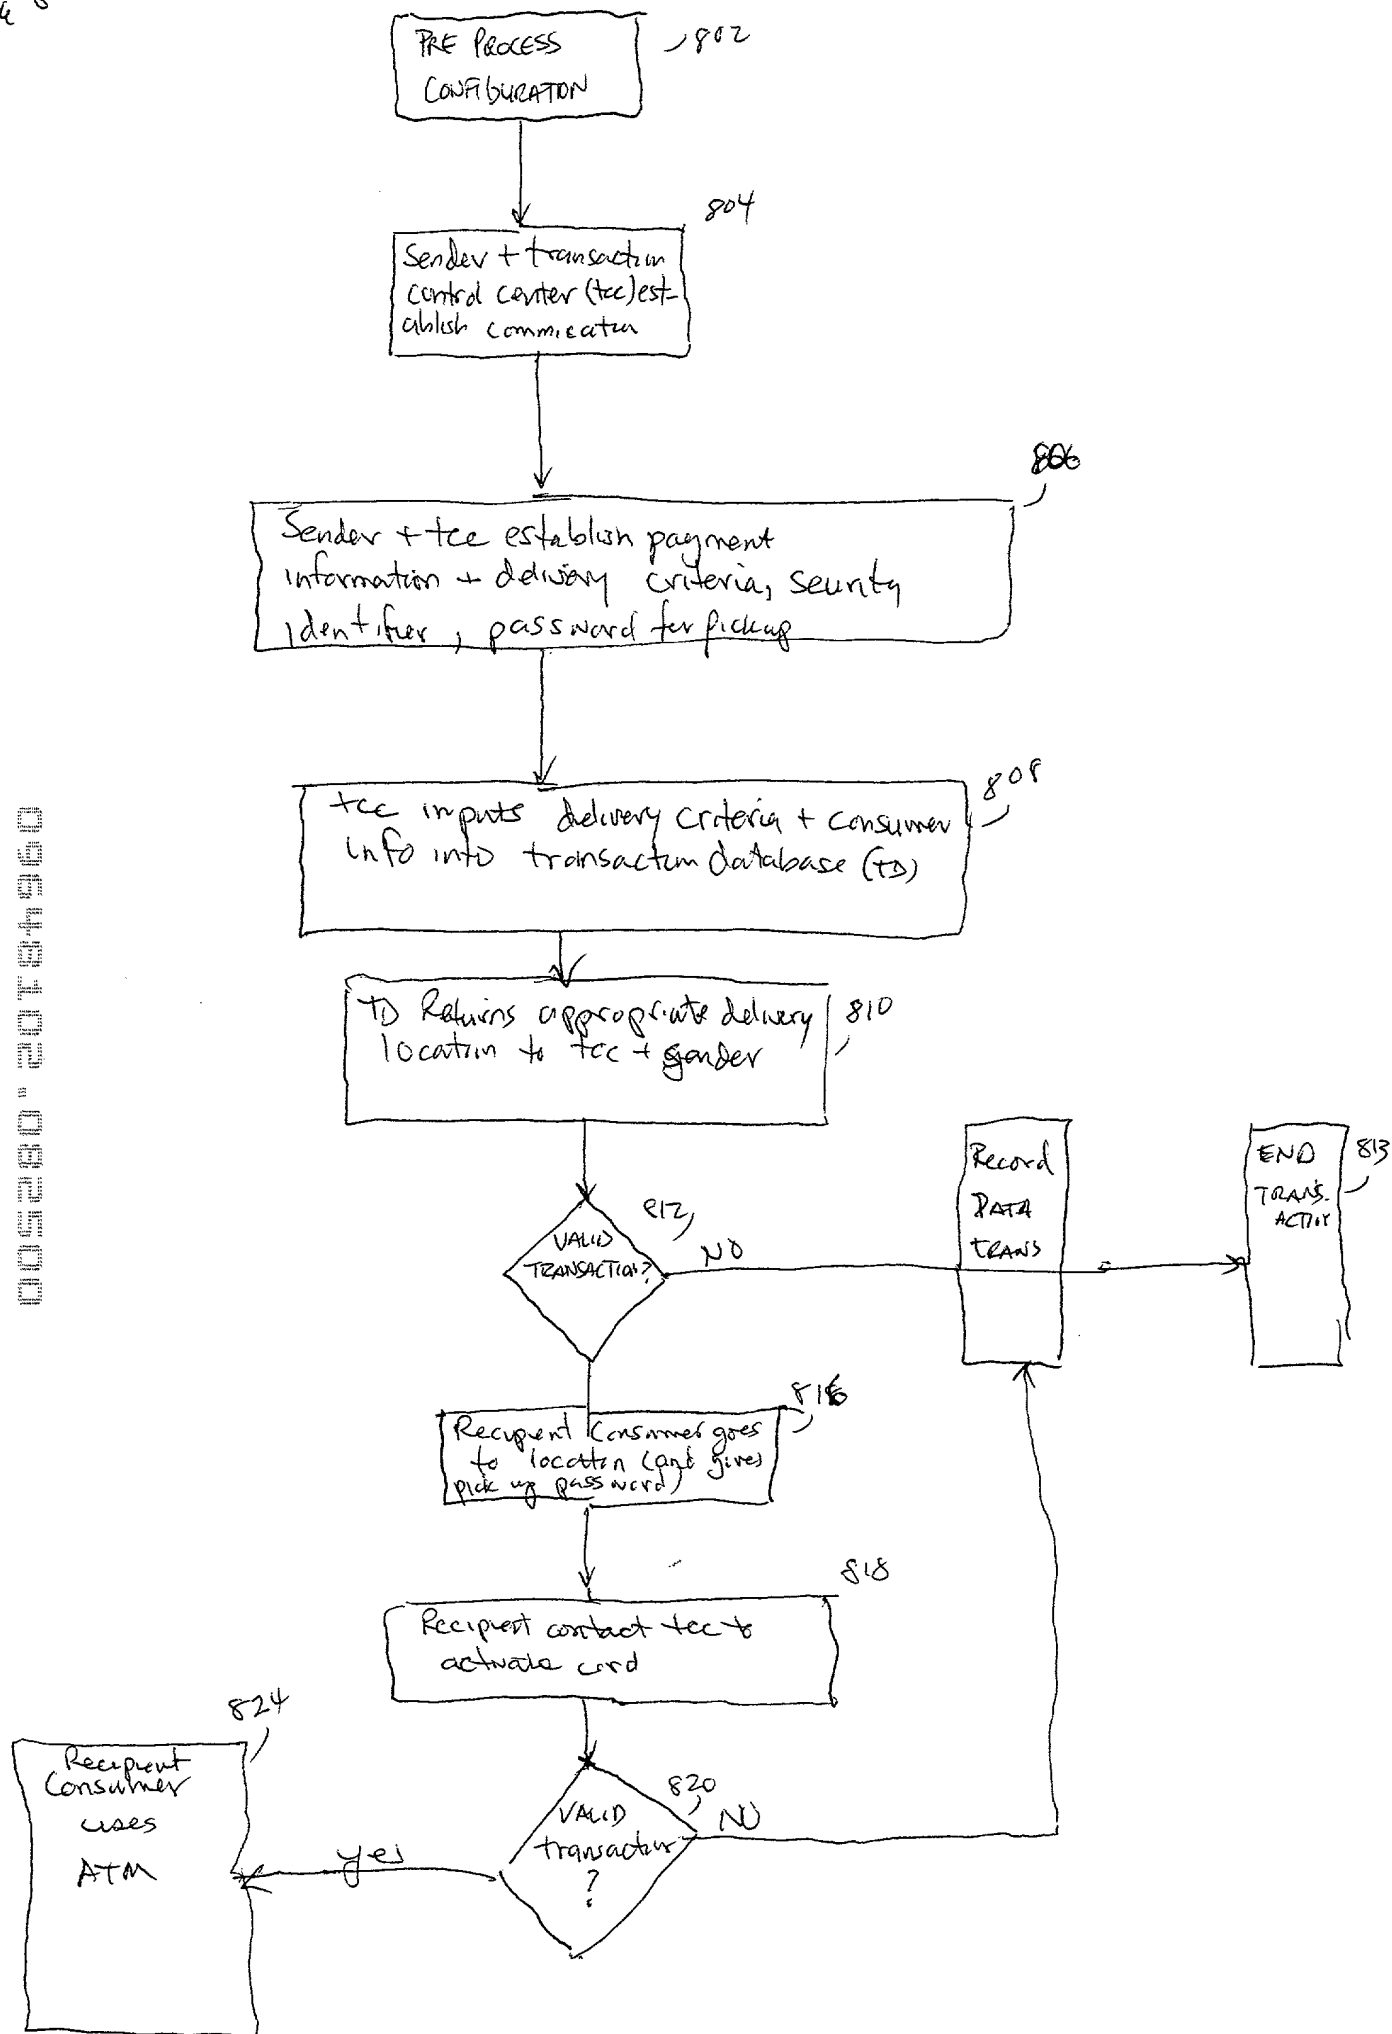 PRE PROCESS
CONFIGURATION
802
804
Sender + transaction
control center (tcc) est-
ablish commication
806
Sender + tcc establish payment
information + delivery criteria, security
identifier, password for pickup
808
tcc inputs delivery criteria + consumer
info into transaction database (TD)
TD Returns appropriate delivery
location to tcc + sender
810
VALID
TRANSACTION?
812
NO
Record
DATA
TRANS
END
TRANS-
ACTION
813
816
Recipient Consumer goes
to location (and gives
pick up password)
818
Recipient contact tcc to
activate card
820
VALID
transaction
?
NO
yes
824
Recipient
Consumer
uses
ATM
09648102.082500